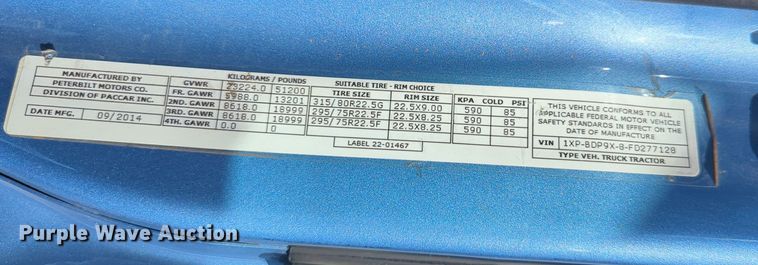 MANUFACTURED BY
PETERBILT MOTORS CO.
DIVISION OF PACCAR INC.
DATE MFG. 09/2014
KILOGRAMS / POUNDS
GVWR 23224.0 51200
FR. GAWR 5988.0 13201
2ND. GAWR 8618.0 18999
3RD. GAWR 8618.0 18999
4TH. GAWR 0.0 0
SUITABLE TIRE - RIM CHOICE
TIRE SIZE RIM SIZE KPA COLD PSI
315/80R22.5G 22.5X9.00 590 85
295/75R22.5F 22.5X8.25 590 85
295/75R22.5F 22.5X8.25 590 85
LABEL 22-01467
THIS VEHICLE CONFORMS TO ALL
APPLICABLE FEDERAL MOTOR VEHICLE
SAFETY STANDARDS IN EFFECT ON THE
DATE OF MANUFACTURE
VIN 1XP-BDP9X-8-FD277128
TYPE VEH. TRUCK TRACTOR
Purple Wave Auction